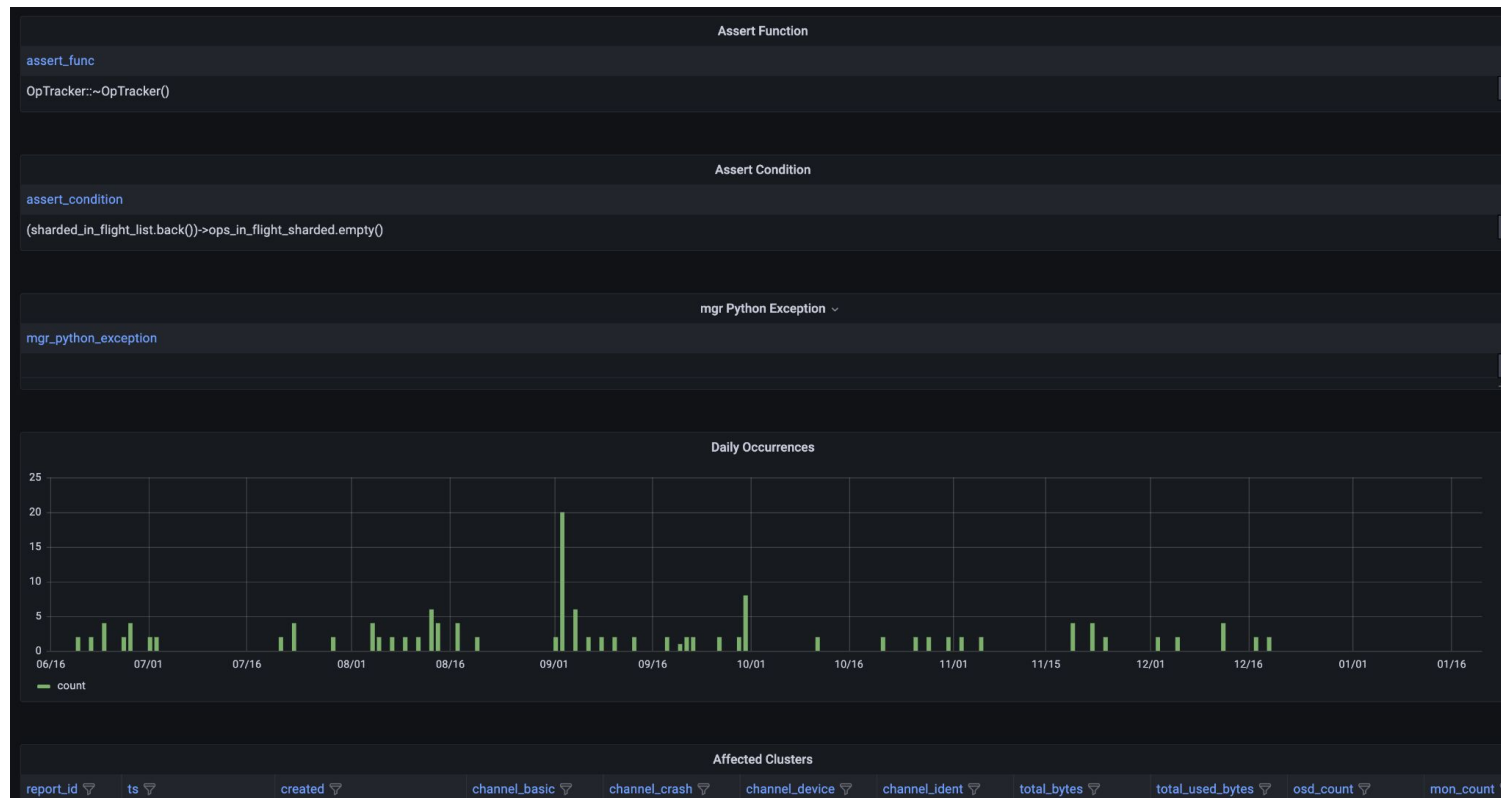 Assert Function
assert_func
OpTracker::~OpTracker()
Assert Condition
assert_condition
(sharded_in_flight_list.back())->ops_in_flight_sharded.empty()
mgr Python Exception
mgr_python_exception
Daily Occurrences
25
20
15
10
5
0
06/16 07/01 07/16 08/01 08/16 09/01 09/16 10/01 10/16 11/01 11/15 12/01 12/16 01/01 01/16
count
Affected Clusters
report_id ts created channel_basic channel_crash channel_device channel_ident total_bytes total_used_bytes osd_count mon_count